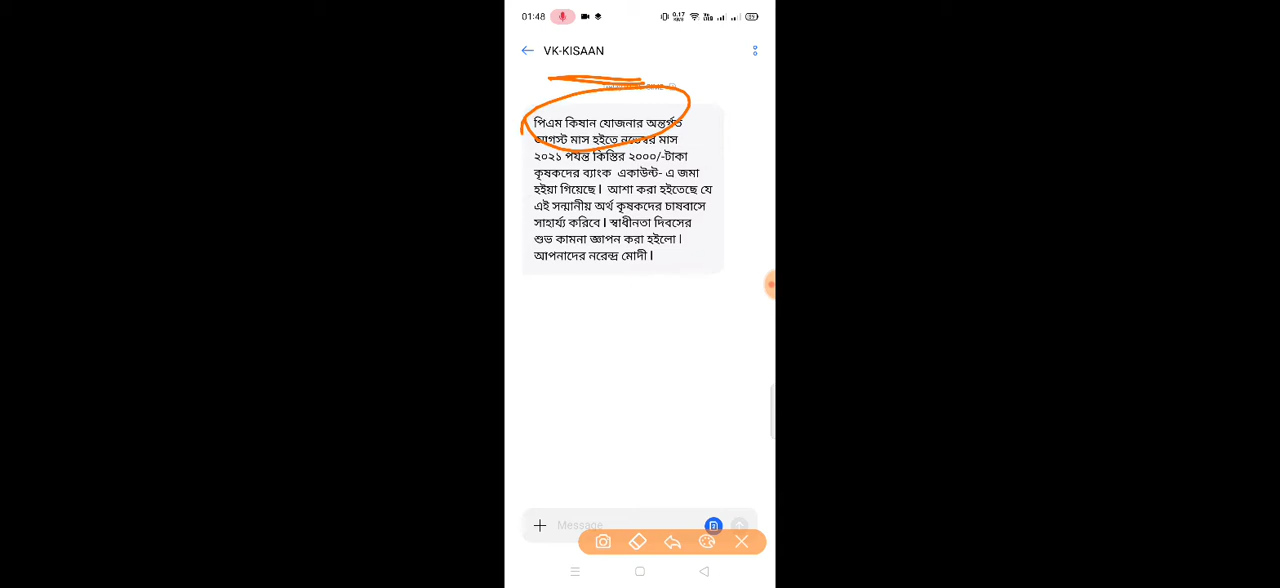 01:48
VK-KISAAN
পিএম কিষান যোজনার অন্তর্গত
আগস্ট মাস হইতে নভেম্বর মাস
২০২১ পর্যন্ত কিস্তির ২০০০/-টাকা
কৃষকদের ব্যাংক একাউন্ট- এ জমা
হইয়া গিয়েছে। আশা করা হইতেছে যে
এই সন্মানীয় অর্থ কৃষকদের চাষবাসে
সাহার্য্য করিবে। স্বাধীনতা দিবসের
শুভ কামনা জ্ঞাপন করা হইলো।
আপনাদের নরেন্দ্র মোদী।
Message